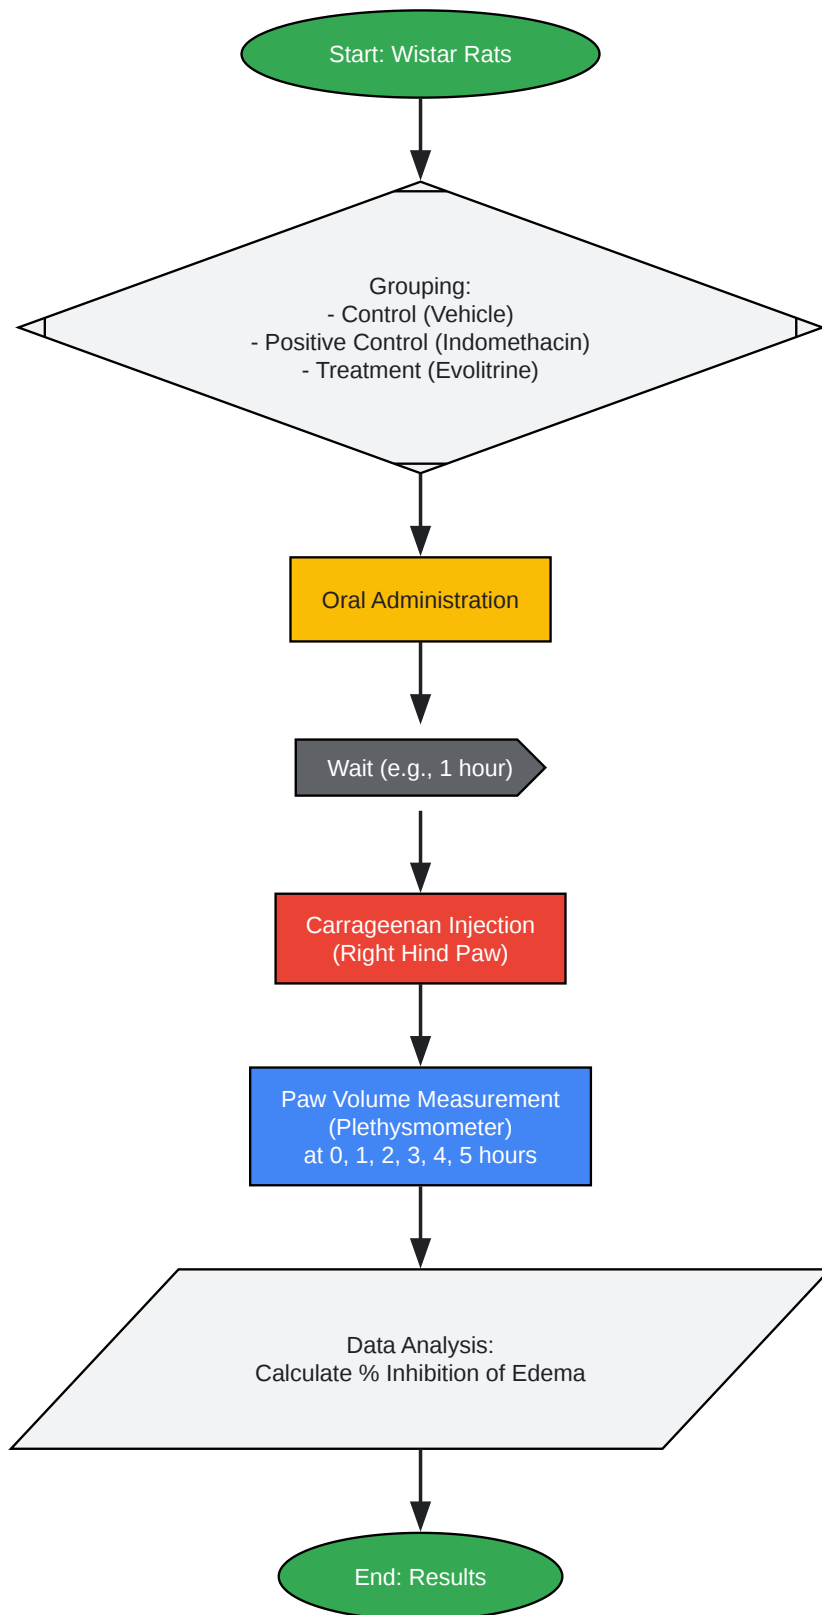 Start: Wistar Rats
Grouping:
- Control (Vehicle)
- Positive Control (Indomethacin)
- Treatment (Evolitrine)
Oral Administration
Wait (e.g., 1 hour)
Carrageenan Injection
(Right Hind Paw)
Paw Volume Measurement
(Plethysmometer)
at 0, 1, 2, 3, 4, 5 hours
Data Analysis:
Calculate % Inhibition of Edema
End: Results